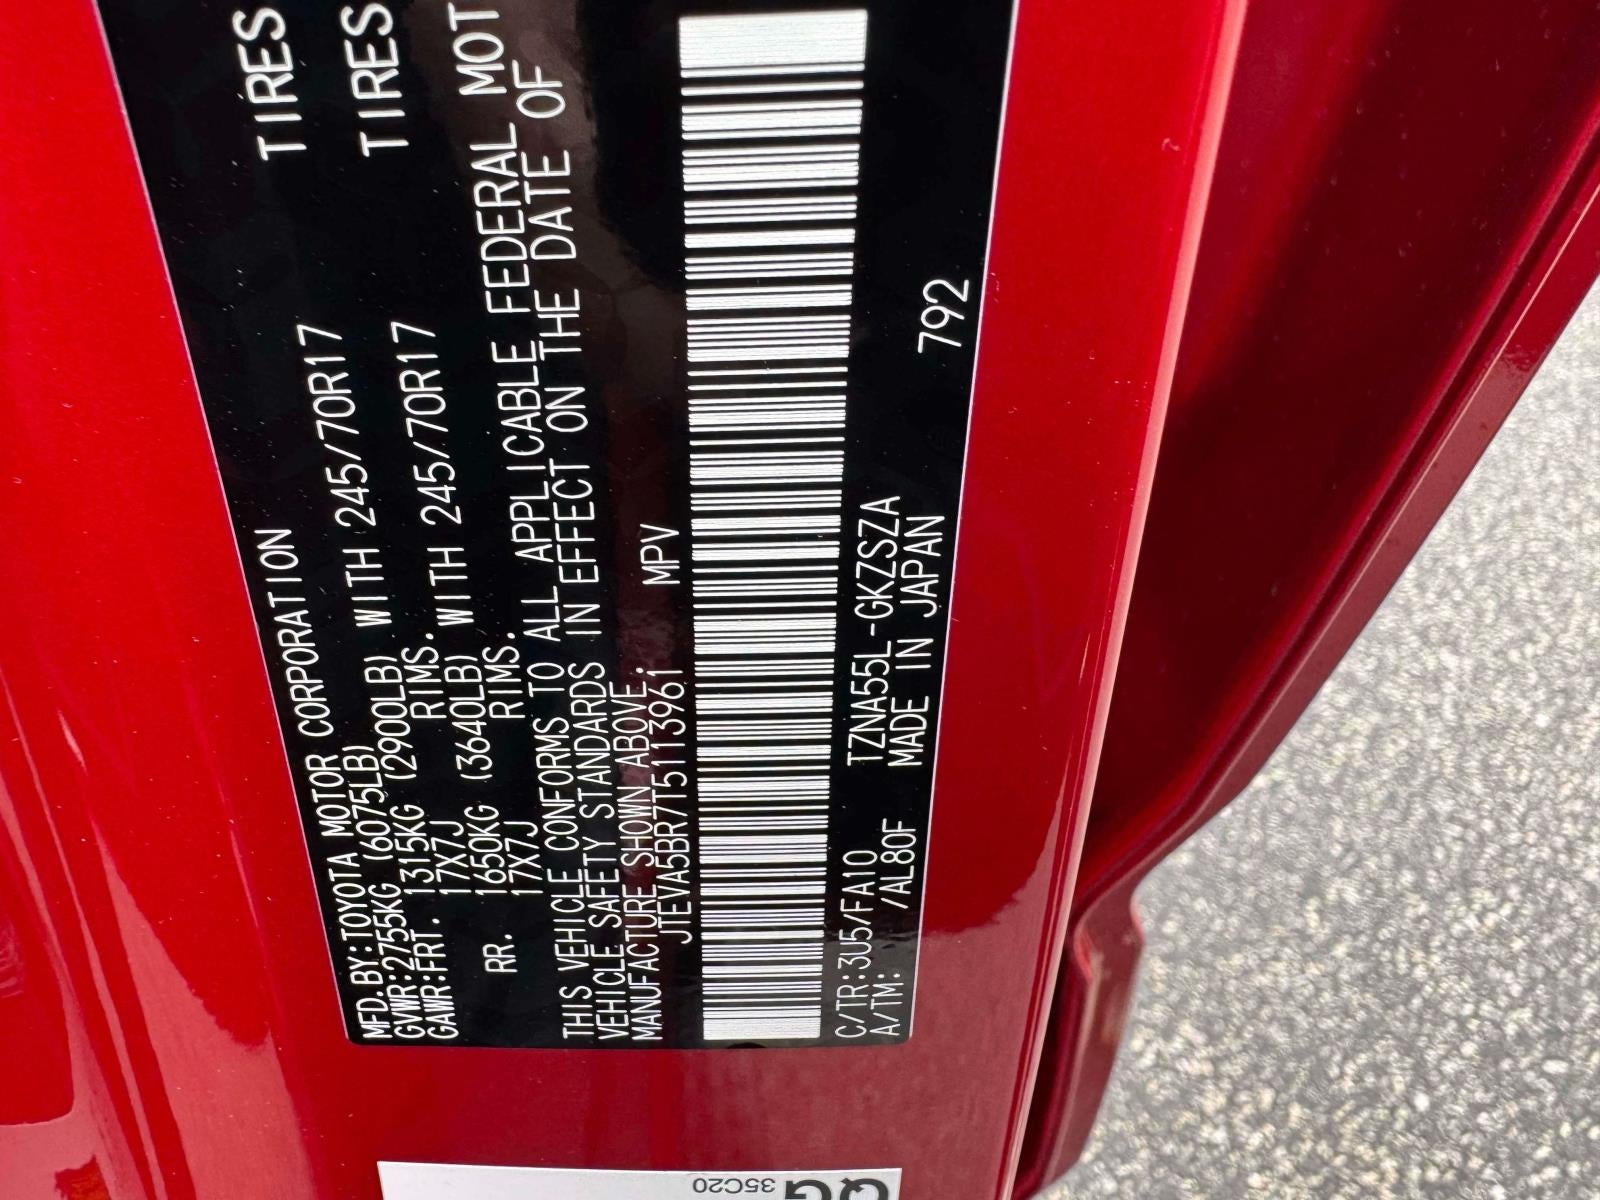 MFD.BY:TOYOTA MOTOR CORPORATION
GVWR:2755KG (6075LB)
GAWR:FRT. 1315KG (2900LB) WITH 245/70R17 TIRES
17X7J RIMS.
RR. 1650KG (3640LB) WITH 245/70R17 TIRES
17X7J RIMS.
THIS VEHICLE CONFORMS TO ALL APPLICABLE FEDERAL MOT
VEHICLE SAFETY STANDARDS IN EFFECT ON THE DATE OF
MANUFACTURE SHOWN ABOVE.
JTEVA5BR7T5113961 MPV
C/TR:3U5/FA10 TZNA55L-GKZSZA 792
A/TM: /AL80F MADE IN JAPAN
QG
35C20